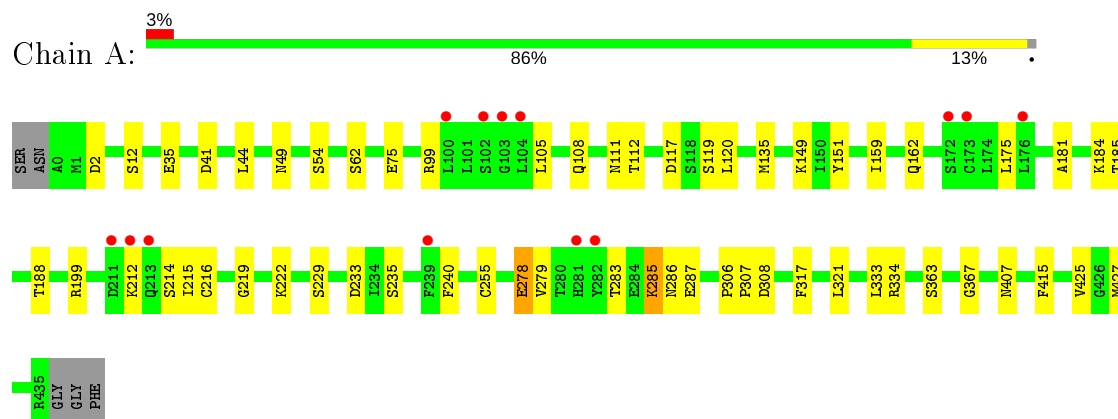 3%
Chain A:
86%
13%
•
SER ASN A0 M1 D2 S12 E35 D41 L44 N49 S54 S62 E75 R99 L100 L101 S102 G103 L104 L105 Q108 N111 T112 D117 S118 S119 L120 M135 K149 I150 Y151 I159 Q162 S172 C173 L174 L175 L176 A181 K184 T185
T188 R199 D211 K212 Q213 S214 I215 C216 G219 K222 S229 D233 I234 S235 F239 F240 C255 E278 V279 T280 H281 Y282 T283 E284 K285 N286 E287 P306 P307 D308 F317 L321 L333 R334 S363 G367 N407 F415 V425 G426 M427
R435 GLY GLY PHE